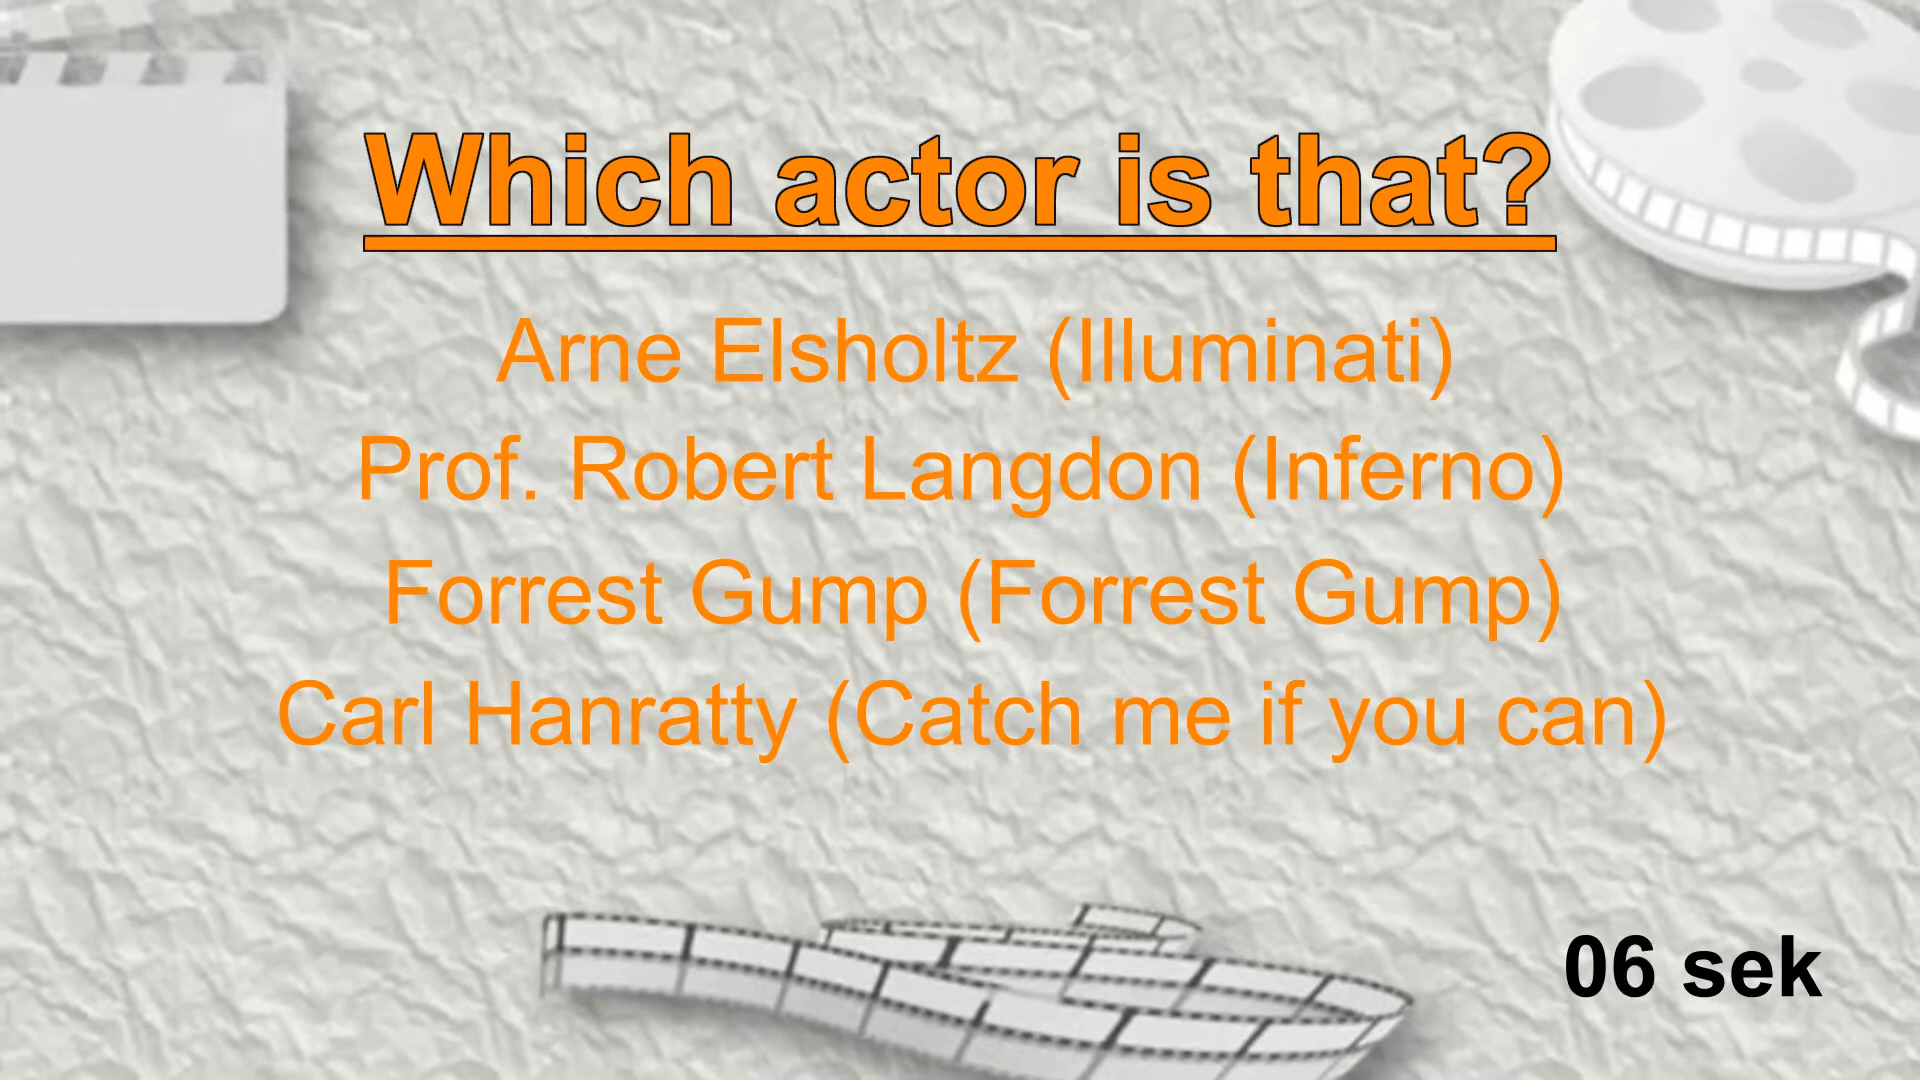 Which actor is that?
Arne Elsholtz (Illuminati)
Prof. Robert Langdon (Inferno)
Forrest Gump (Forrest Gump)
Carl Hanratty (Catch me if you can)
06 sek